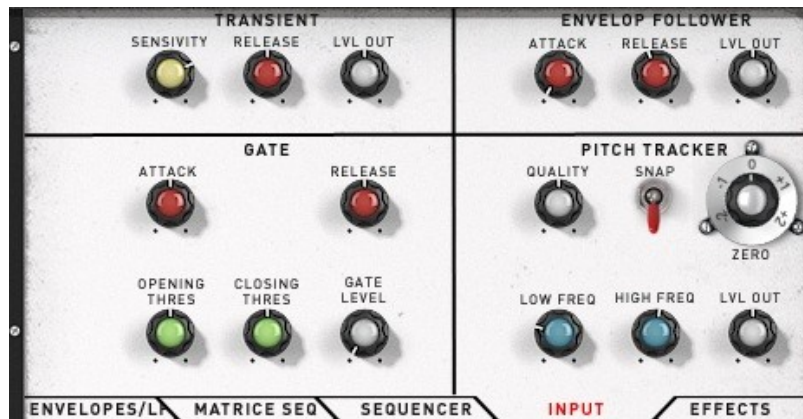 TRANSIENT
SENSIVITY RELEASE LVL OUT
ENVELOP FOLLOWER
ATTACK RELEASE LVL OUT
GATE
ATTACK RELEASE
OPENING THRES
CLOSING THRES
GATE LEVEL
PITCH TRACKER
QUALITY SNAP
-2 -1 0 +1 +2
ZERO
LOW FREQ HIGH FREQ LVL OUT
ENVELOPES/LF MATRICE SEQ SEQUENCER INPUT EFFECTS